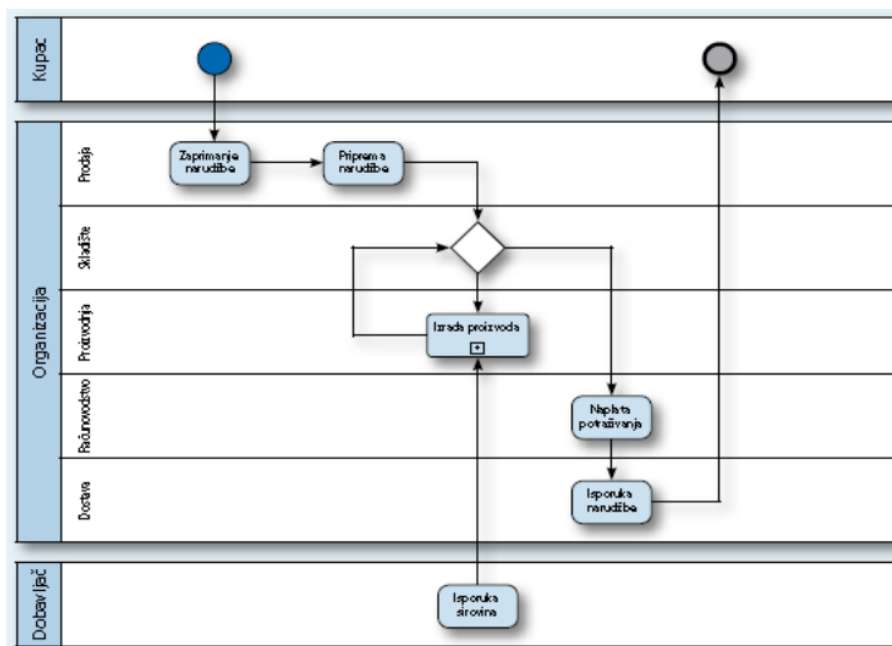 Kupac
Organizacija
Prodaja
Zaprimanje
narudžbe
Priprema
narudžbe
Skladište
Proizvodnja
Izrada proizvoda
+
Računovodstvo
Naplata
potraživanja
Dostava
Isporuka
narudžbe
Dobavljač
Isporuka
sirovina